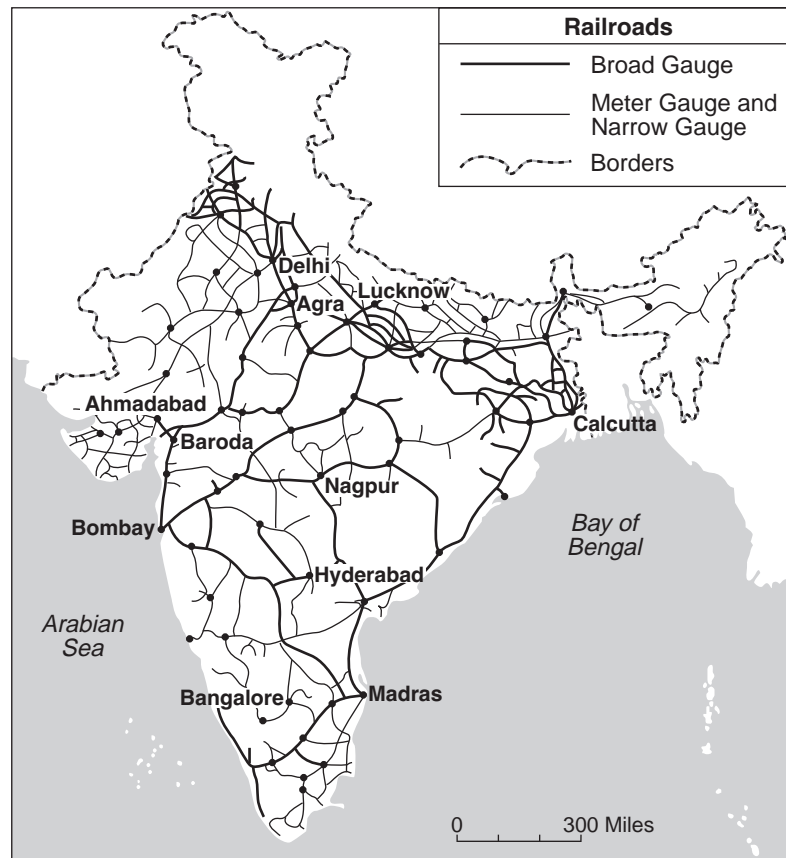 Railroads
Broad Gauge
Meter Gauge and
Narrow Gauge
Borders
Delhi
Agra
Lucknow
Ahmadabad
Baroda
Calcutta
Nagpur
Bombay
Bay of
Bengal
Hyderabad
Arabian
Sea
Bangalore
Madras
0 300 Miles